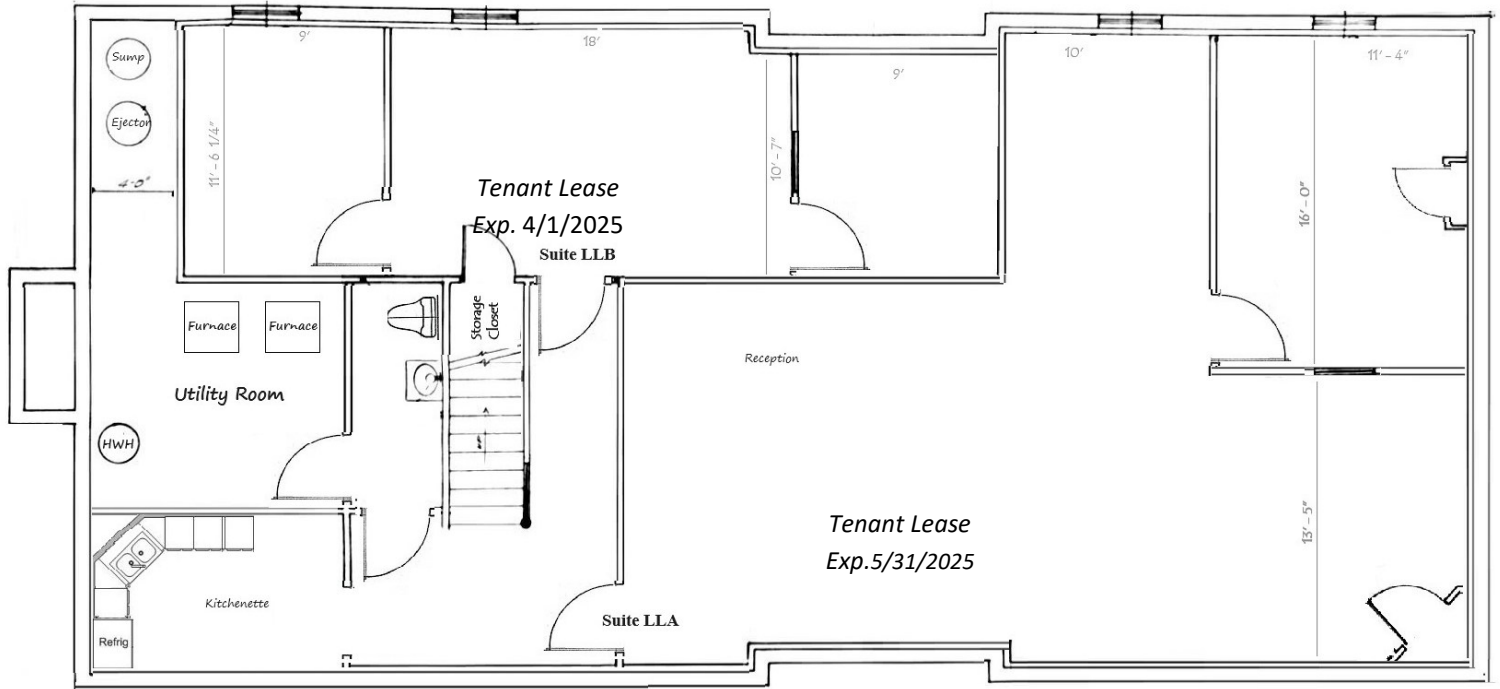 9'
18'
10'
11' - 4"
Sump
9'
Ejector
11' - 6 1/4"
10' - 7"
4'-0"
Tenant Lease
16' - 0"
Exp. 4/1/2025
Suite LLB
Storage
Closet
Furnace
Furnace
Reception
Utility Room
HWH
Tenant Lease
13' - 5"
Exp.5/31/2025
Kitchenette
Suite LLA
Refrig